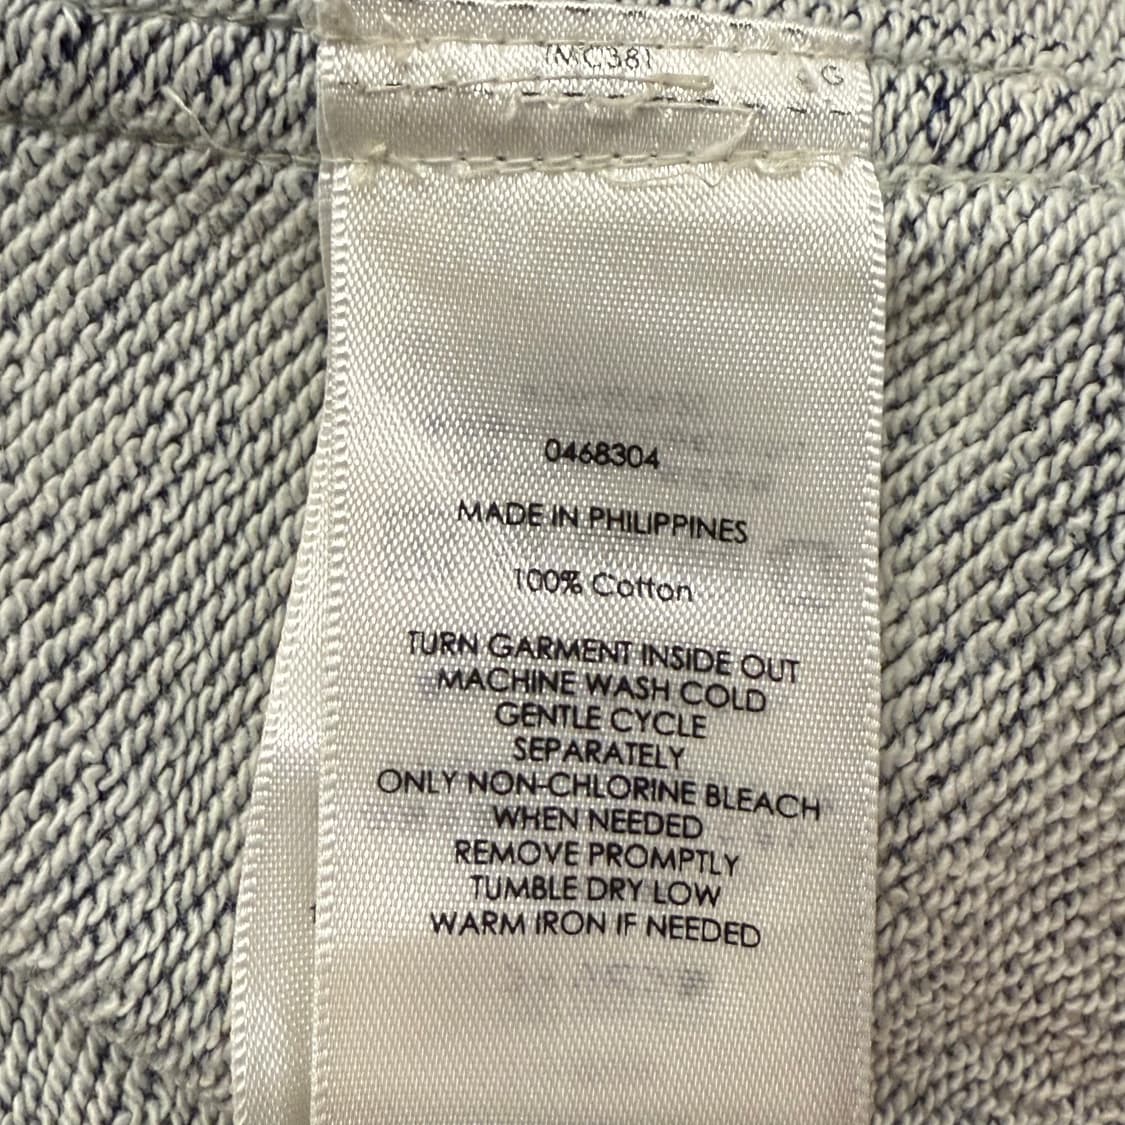 (MC38)
G
0468304
MADE IN PHILIPPINES
100% Cotton
TURN GARMENT INSIDE OUT
MACHINE WASH COLD
GENTLE CYCLE
SEPARATELY
ONLY NON-CHLORINE BLEACH
WHEN NEEDED
REMOVE PROMPTLY
TUMBLE DRY LOW
WARM IRON IF NEEDED